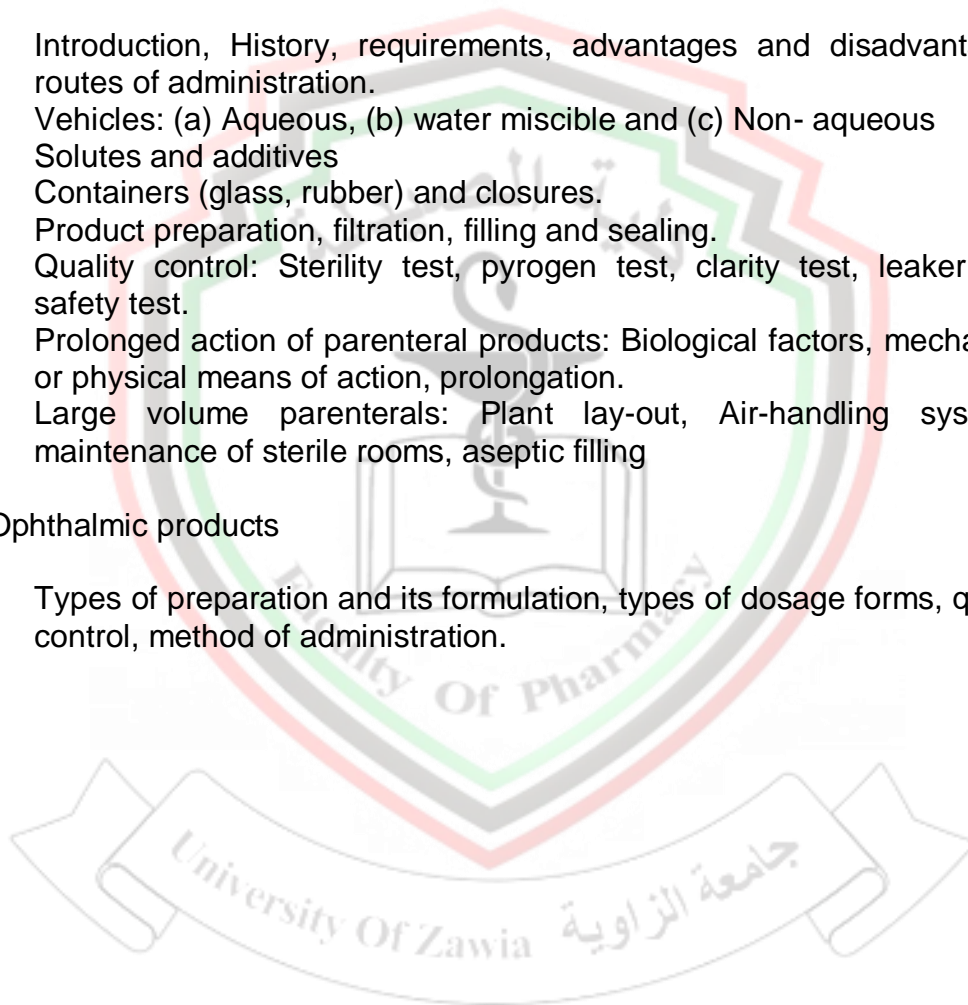 Introduction, History, requirements, advantages and disadvant
routes of administration.
Vehicles: (a) Aqueous, (b) water miscible and (c) Non- aqueous
Solutes and additives
Containers (glass, rubber) and closures.
Product preparation, filtration, filling and sealing.
Quality control: Sterility test, pyrogen test, clarity test, leaker
safety test.
Prolonged action of parenteral products: Biological factors, mecha
or physical means of action, prolongation.
Large volume parenterals: Plant lay-out, Air-handling sys
maintenance of sterile rooms, aseptic filling
Ophthalmic products
Types of preparation and its formulation, types of dosage forms, q
control, method of administration.
كلية الصيدلة
Faculty Of Pharmacy
University Of Zawia جامعة الزاوية